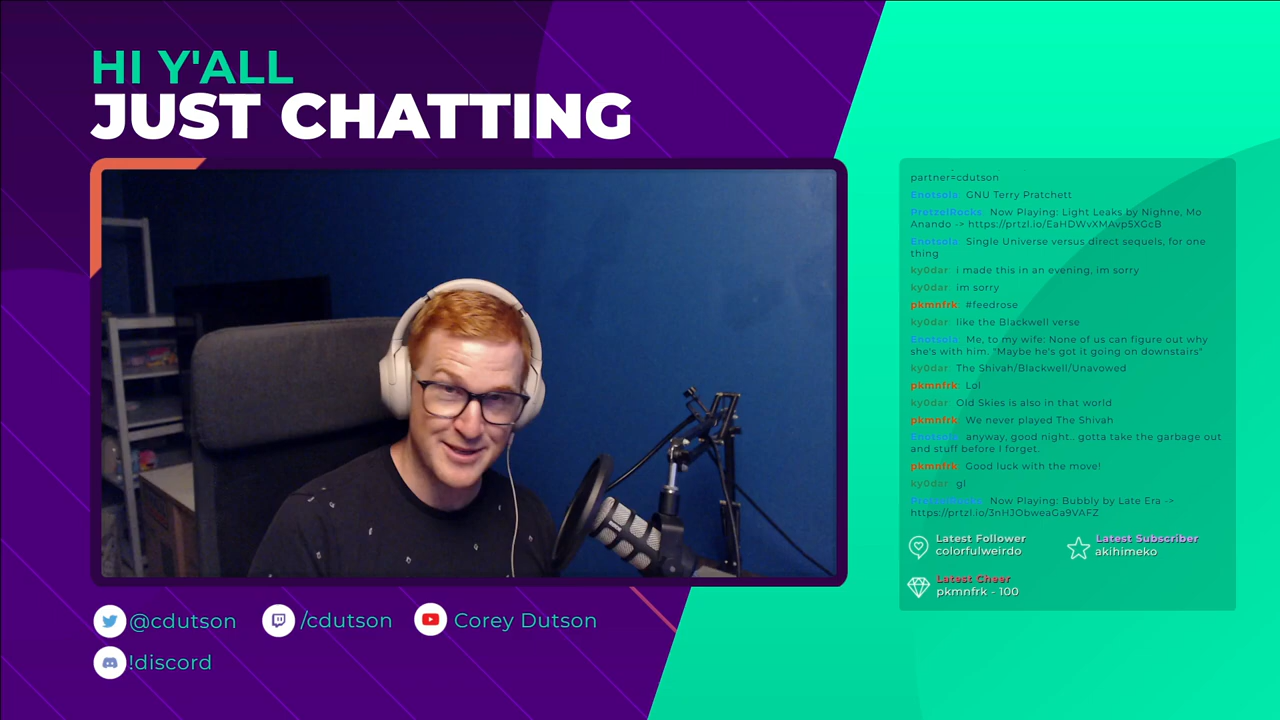 HI Y'ALL
JUST CHATTING
partner=cdutson
Enotsola: GNU Terry Pratchett
PretzelRocks: Now Playing: Light Leaks by Nighne, Mo
Anando -> https://prtzl.io/EaHDWvXMAvp5XGcB
Enotsola: Single Universe versus direct sequels, for one
thing
ky0dar: i made this in an evening, im sorry
ky0dar: im sorry
pkmnfrk: #feedrose
ky0dar: like the Blackwell verse
Enotsola: Me, to my wife: None of us can figure out why
she's with him. "Maybe he's got it going on downstairs"
ky0dar: The Shivah/Blackwell/Unavowed
pkmnfrk: Lol
ky0dar: Old Skies is also in that world
pkmnfrk: We never played The Shivah
Enotsola: anyway, good night.. gotta take the garbage out
and stuff before I forget.
pkmnfrk: Good luck with the move!
ky0dar: gl
PretzelRocks: Now Playing: Bubbly by Late Era ->
https://prtzl.io/3nHJObweaGa9VAFZ
Latest Follower
colorfulweirdo
Latest Subscriber
akihimeko
Latest Cheer
pkmnfrk - 100
@cdutson
/cdutson
Corey Dutson
!discord